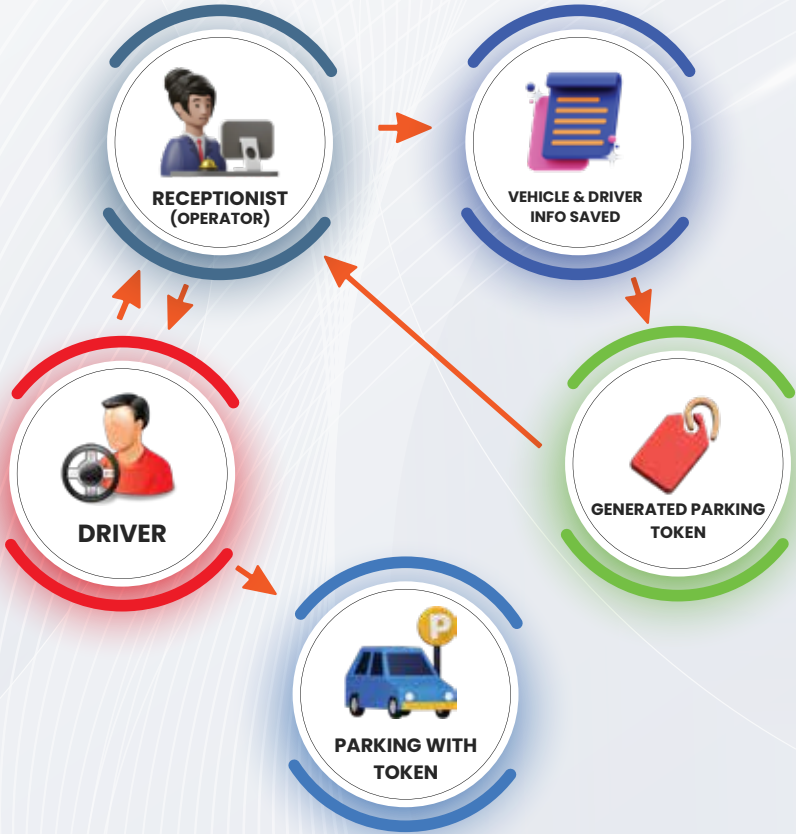 RECEPTIONIST
(OPERATOR)
VEHICLE & DRIVER
INFO SAVED
DRIVER
GENERATED PARKING
TOKEN
P
PARKING WITH
TOKEN